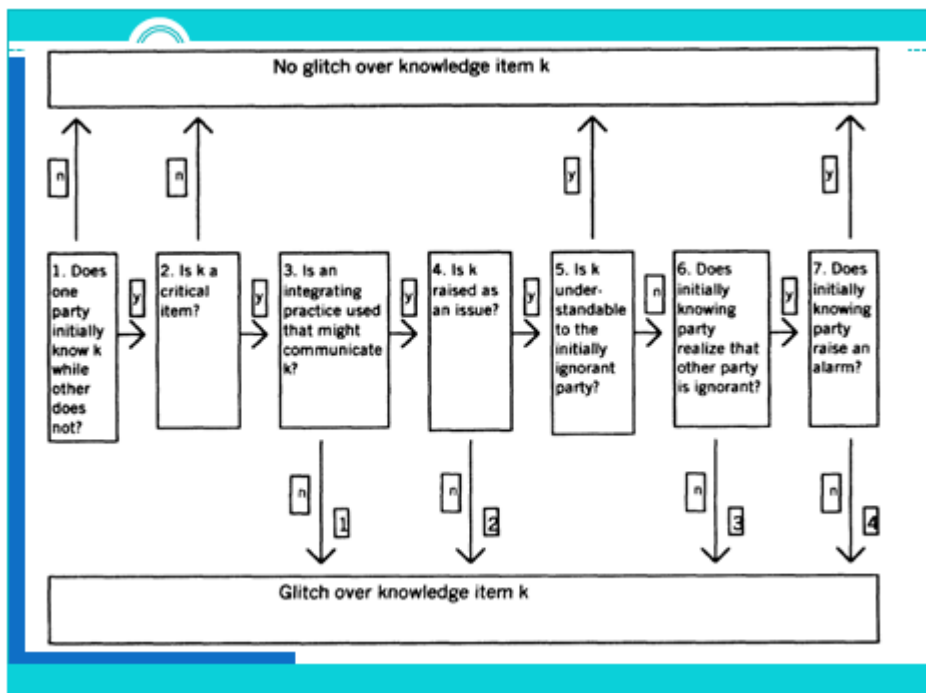 No glitch over knowledge item k
n
n
y
y
1. Does
one
party
initially
know k
while
other
does
not?
y
2. Is k a
critical
item?
y
3. Is an
integrating
practice used
that might
communicate
k?
y
4. Is k
raised as
an issue?
y
5. Is k
under-
standable
to the
initially
ignorant
party?
n
6. Does
initially
knowing
party
realize that
other party
is ignorant?
y
7. Does
initially
knowing
party
raise an
alarm?
n
1
n
2
n
3
n
4
Glitch over knowledge item k